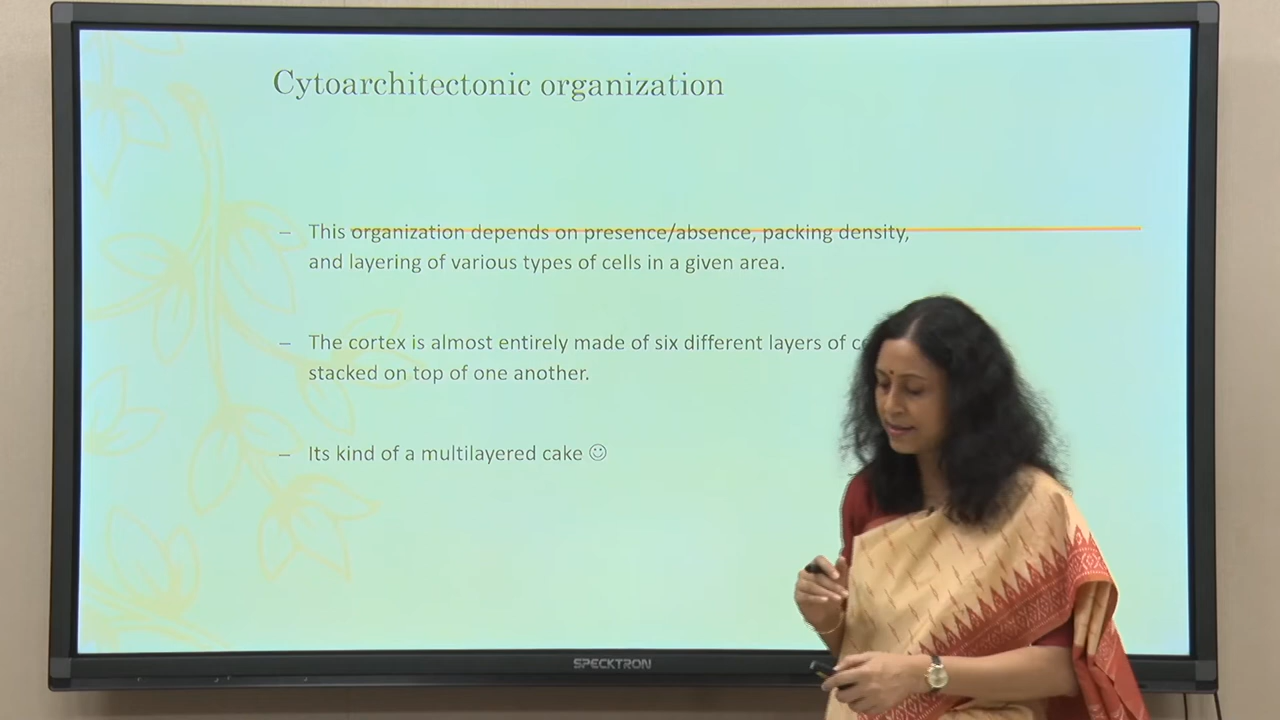 Cytoarchitectonic organization
– This organization depends on presence/absence, packing density,
and layering of various types of cells in a given area.
– The cortex is almost entirely made of six different layers of
stacked on top of one another.
– Its kind of a multilayered cake ☺
SPECKTRON